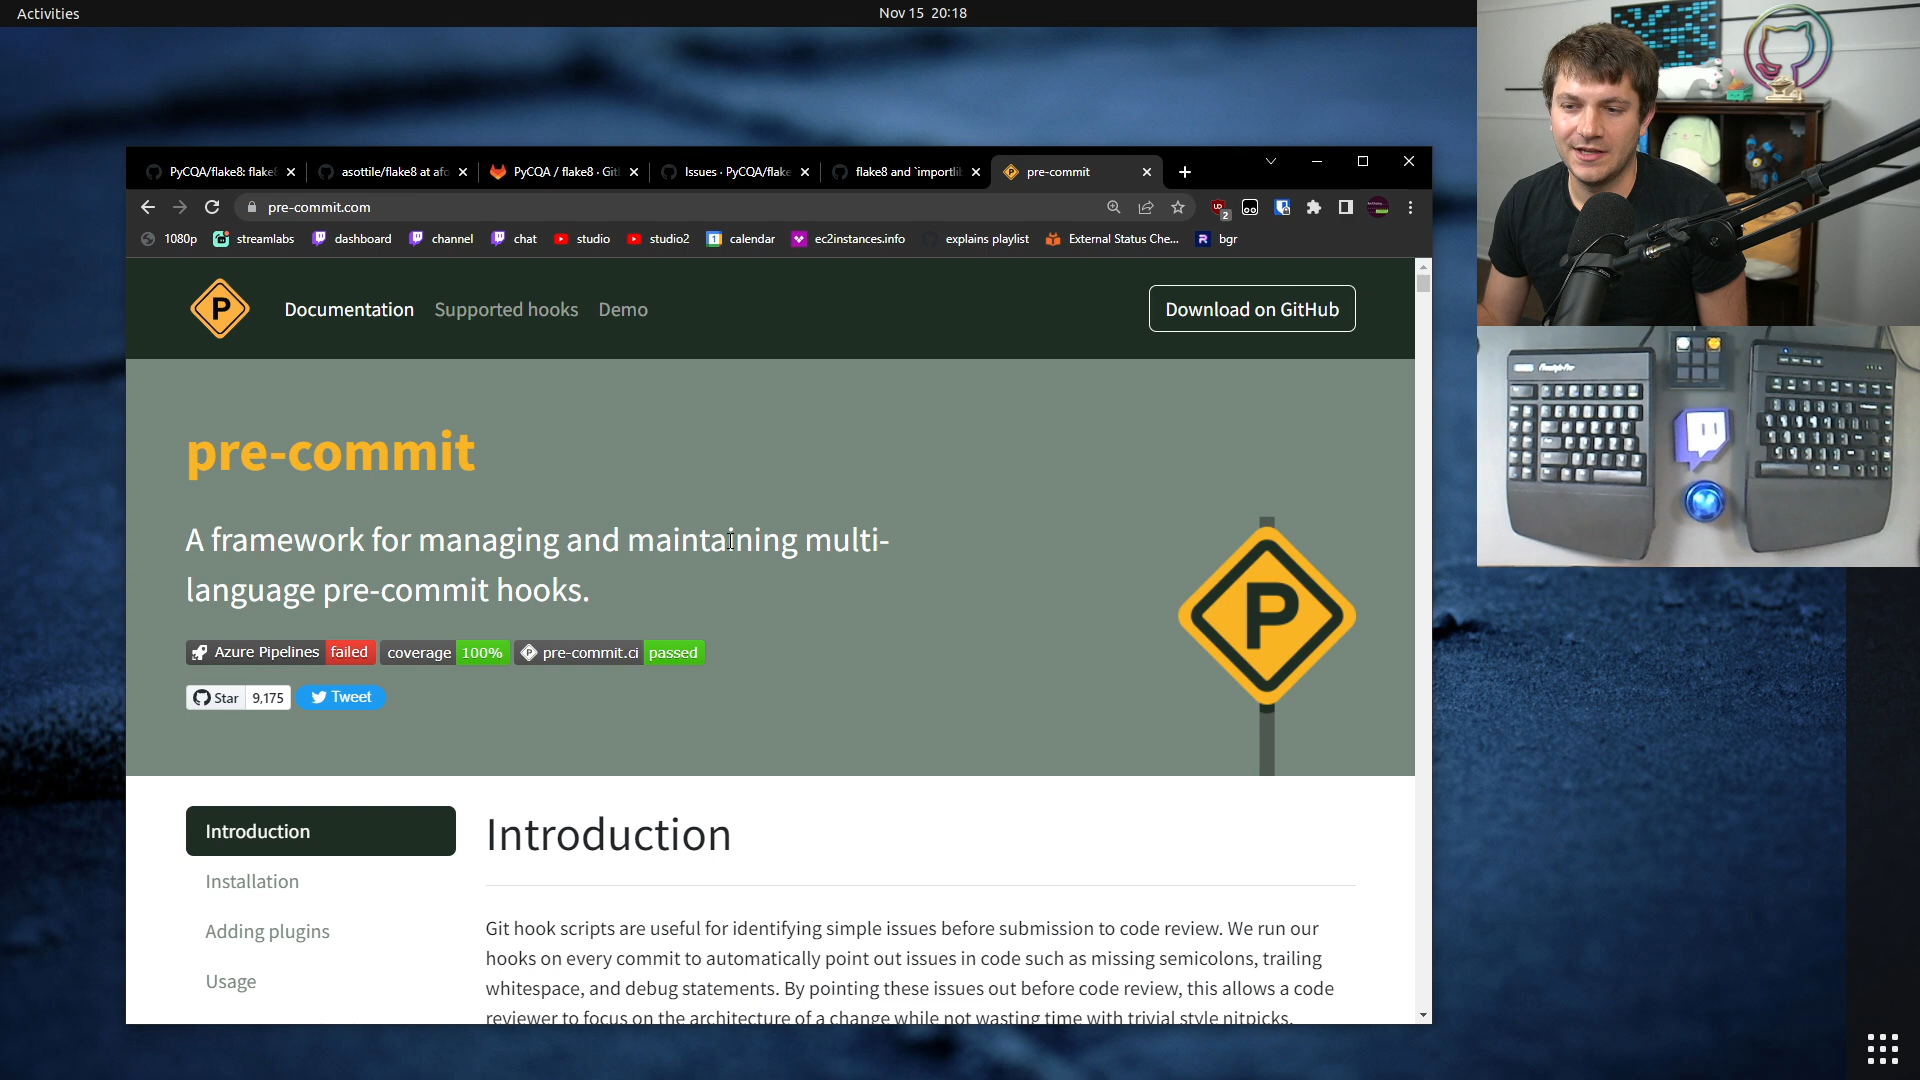 Activities
Nov 15 20:18
PyCQA/flake8: flake
asottile/flake8 at afo
PyCQA / flake8 · Git
Issues · PyCQA/flake
flake8 and `importlib
pre-commit
pre-commit.com
2
1080p
streamlabs
dashboard
channel
chat
studio
studio2
calendar
ec2instances.info
explains playlist
External Status Che...
R bgr
P
Documentation
Supported hooks
Demo
Download on GitHub
pre-commit
A framework for managing and maintaining multi-
language pre-commit hooks.
P
Azure Pipelines failed
coverage 100%
pre-commit.ci passed
Star 9,175
Tweet
Introduction
Installation
Adding plugins
Usage
Introduction
Git hook scripts are useful for identifying simple issues before submission to code review. We run our
hooks on every commit to automatically point out issues in code such as missing semicolons, trailing
whitespace, and debug statements. By pointing these issues out before code review, this allows a code
reviewer to focus on the architecture of a change while not wasting time with trivial style nitpicks.